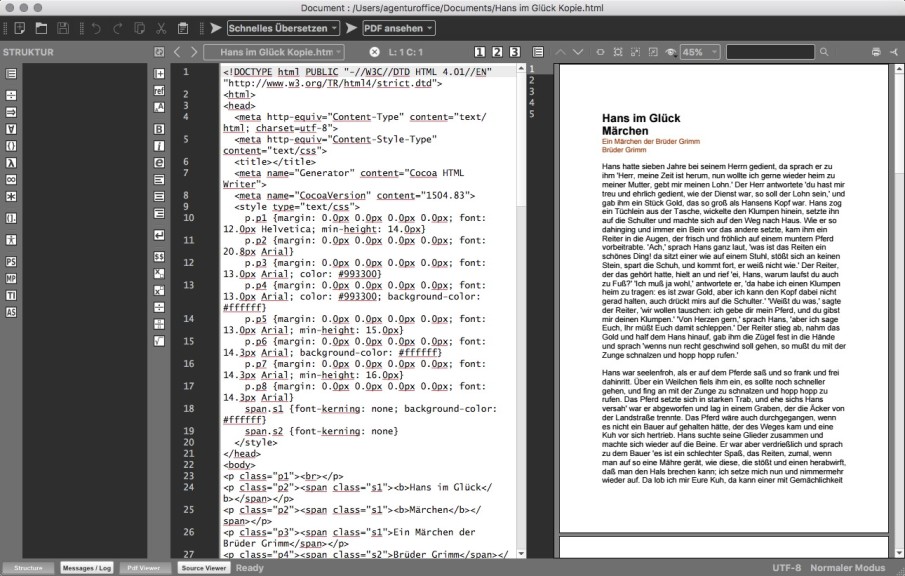 Document : /Users/agenturoffice/Documents/Hans im Glück Kopie.html
Schnelles Übersetzen
PDF ansehen
STRUKTUR
Hans im Glück Kopie.htm
L: 1 C: 1
1 2 3
45%
ref
A
B
i
e
$$
PS
MP
TI
AS
1
<!DOCTYPE html PUBLIC "-//W3C//DTD HTML 4.01//EN"
"http://www.w3.org/TR/html4/strict.dtd">
2 <html>
3 <head>
4 <meta http-equiv="Content-Type" content="text/
html; charset=utf-8">
5 <meta http-equiv="Content-Style-Type"
content="text/css">
6 <title></title>
7 <meta name="Generator" content="Cocoa HTML
Writer">
8 <meta name="CocoaVersion" content="1504.83">
9 <style type="text/css">
10 p.p1 {margin: 0.0px 0.0px 0.0px 0.0px; font:
12.0px Helvetica; min-height: 14.0px}
11 p.p2 {margin: 0.0px 0.0px 0.0px 0.0px; font:
20.8px Arial}
12 p.p3 {margin: 0.0px 0.0px 0.0px 0.0px; font:
13.0px Arial; color: #993300}
13 p.p4 {margin: 0.0px 0.0px 0.0px 0.0px; font:
13.0px Arial; color: #993300; background-color:
#ffffff}
14 p.p5 {margin: 0.0px 0.0px 0.0px 0.0px; font:
13.0px Arial; min-height: 15.0px}
15 p.p6 {margin: 0.0px 0.0px 0.0px 0.0px; font:
14.3px Arial; background-color: #ffffff}
16 p.p7 {margin: 0.0px 0.0px 0.0px 0.0px; font:
14.3px Arial; min-height: 16.0px}
17 p.p8 {margin: 0.0px 0.0px 0.0px 0.0px; font:
14.3px Arial}
18 span.s1 {font-kerning: none; background-color:
#ffffff}
19 span.s2 {font-kerning: none}
20 </style>
21 </head>
22 <body>
23 <p class="p1"><br></p>
24 <p class="p2"><span class="s1"><b>Hans im Glück</
b></span></p>
25 <p class="p2"><span class="s1"><b>Märchen</b></
span></p>
26 <p class="p3"><span class="s1">Ein Märchen der
Brüder Grimm</span></p>
27 <p class="p4"><span class="s2">Brüder Grimm</span></
1
2
3
4
5
Hans im Glück
Märchen
Ein Märchen der Brüder Grimm
Brüder Grimm
Hans hatte sieben Jahre bei seinem Herrn gedient, da sprach er zu
ihm 'Herr, meine Zeit ist herum, nun wollte ich gerne wieder heim zu
meiner Mutter, gebt mir meinen Lohn.' Der Herr antwortete 'du hast mir
treu und ehrlich gedient, wie der Dienst war, so soll der Lohn sein,' und
gab ihm ein Stück Gold, das so groß als Hansens Kopf war. Hans zog
ein Tüchlein aus der Tasche, wickelte den Klumpen hinein, setzte ihn
auf die Schulter und machte sich auf den Weg nach Haus. Wie er so
dahinging und immer ein Bein vor das andere setzte, kam ihm ein
Reiter in die Augen, der frisch und fröhlich auf einem muntern Pferd
vorbeitrabte. 'Ach,' sprach Hans ganz laut, 'was ist das Reiten ein
schönes Ding! da sitzt einer wie auf einem Stuhl, stößt sich an keinen
Stein, spart die Schuh, und kommt fort, er weiß nicht wie.' Der Reiter,
der das gehört hatte, hielt an und rief 'ei, Hans, warum laufst du auch
zu Fuß?' 'Ich muß ja wohl,' antwortete er, 'da habe ich einen Klumpen
heim zu tragen: es ist zwar Gold, aber ich kann den Kopf dabei nicht
gerad halten, auch drückt mirs auf die Schulter.' 'Weißt du was,' sagte
der Reiter, 'wir wollen tauschen: ich gebe dir mein Pferd, und du gibst
mir deinen Klumpen.' 'Von Herzen gern,' sprach Hans, 'aber ich sage
Euch, Ihr müßt Euch damit schleppen.' Der Reiter stieg ab, nahm das
Gold und half dem Hans hinauf, gab ihm die Zügel fest in die Hände
und sprach 'wenns nun recht geschwind soll gehen, so mußt du mit der
Zunge schnalzen und hopp hopp rufen.'
Hans war seelenfroh, als er auf dem Pferde saß und so frank und frei
dahinritt. Über ein Weilchen fiels ihm ein, es sollte noch schneller
gehen, und fing an mit der Zunge zu schnalzen und hopp hopp zu
rufen. Das Pferd setzte sich in starken Trab, und ehe sichs Hans
versah' war er abgeworfen und lag in einem Graben, der die Äcker von
der Landstraße trennte. Das Pferd wäre auch durchgegangen, wenn
es nicht ein Bauer auf gehalten hätte, der des Weges kam und eine
Kuh vor sich hertrieb. Hans suchte seine Glieder zusammen und
machte sich wieder auf die Beine. Er war aber verdrießlich und sprach
zu dem Bauer 'es ist ein schlechter Spaß, das Reiten, zumal, wenn
man auf so eine Mähre gerät, wie diese, die stößt und einen herabwirft,
daß man den Hals brechen kann; ich setze mich nun und nimmermehr
wieder auf. Da lob ich mir Eure Kuh, da kann einer mit Gemächlichkeit
Structure
Messages / Log
Pdf Viewer
Source Viewer
Ready
UTF-8 Normaler Modus